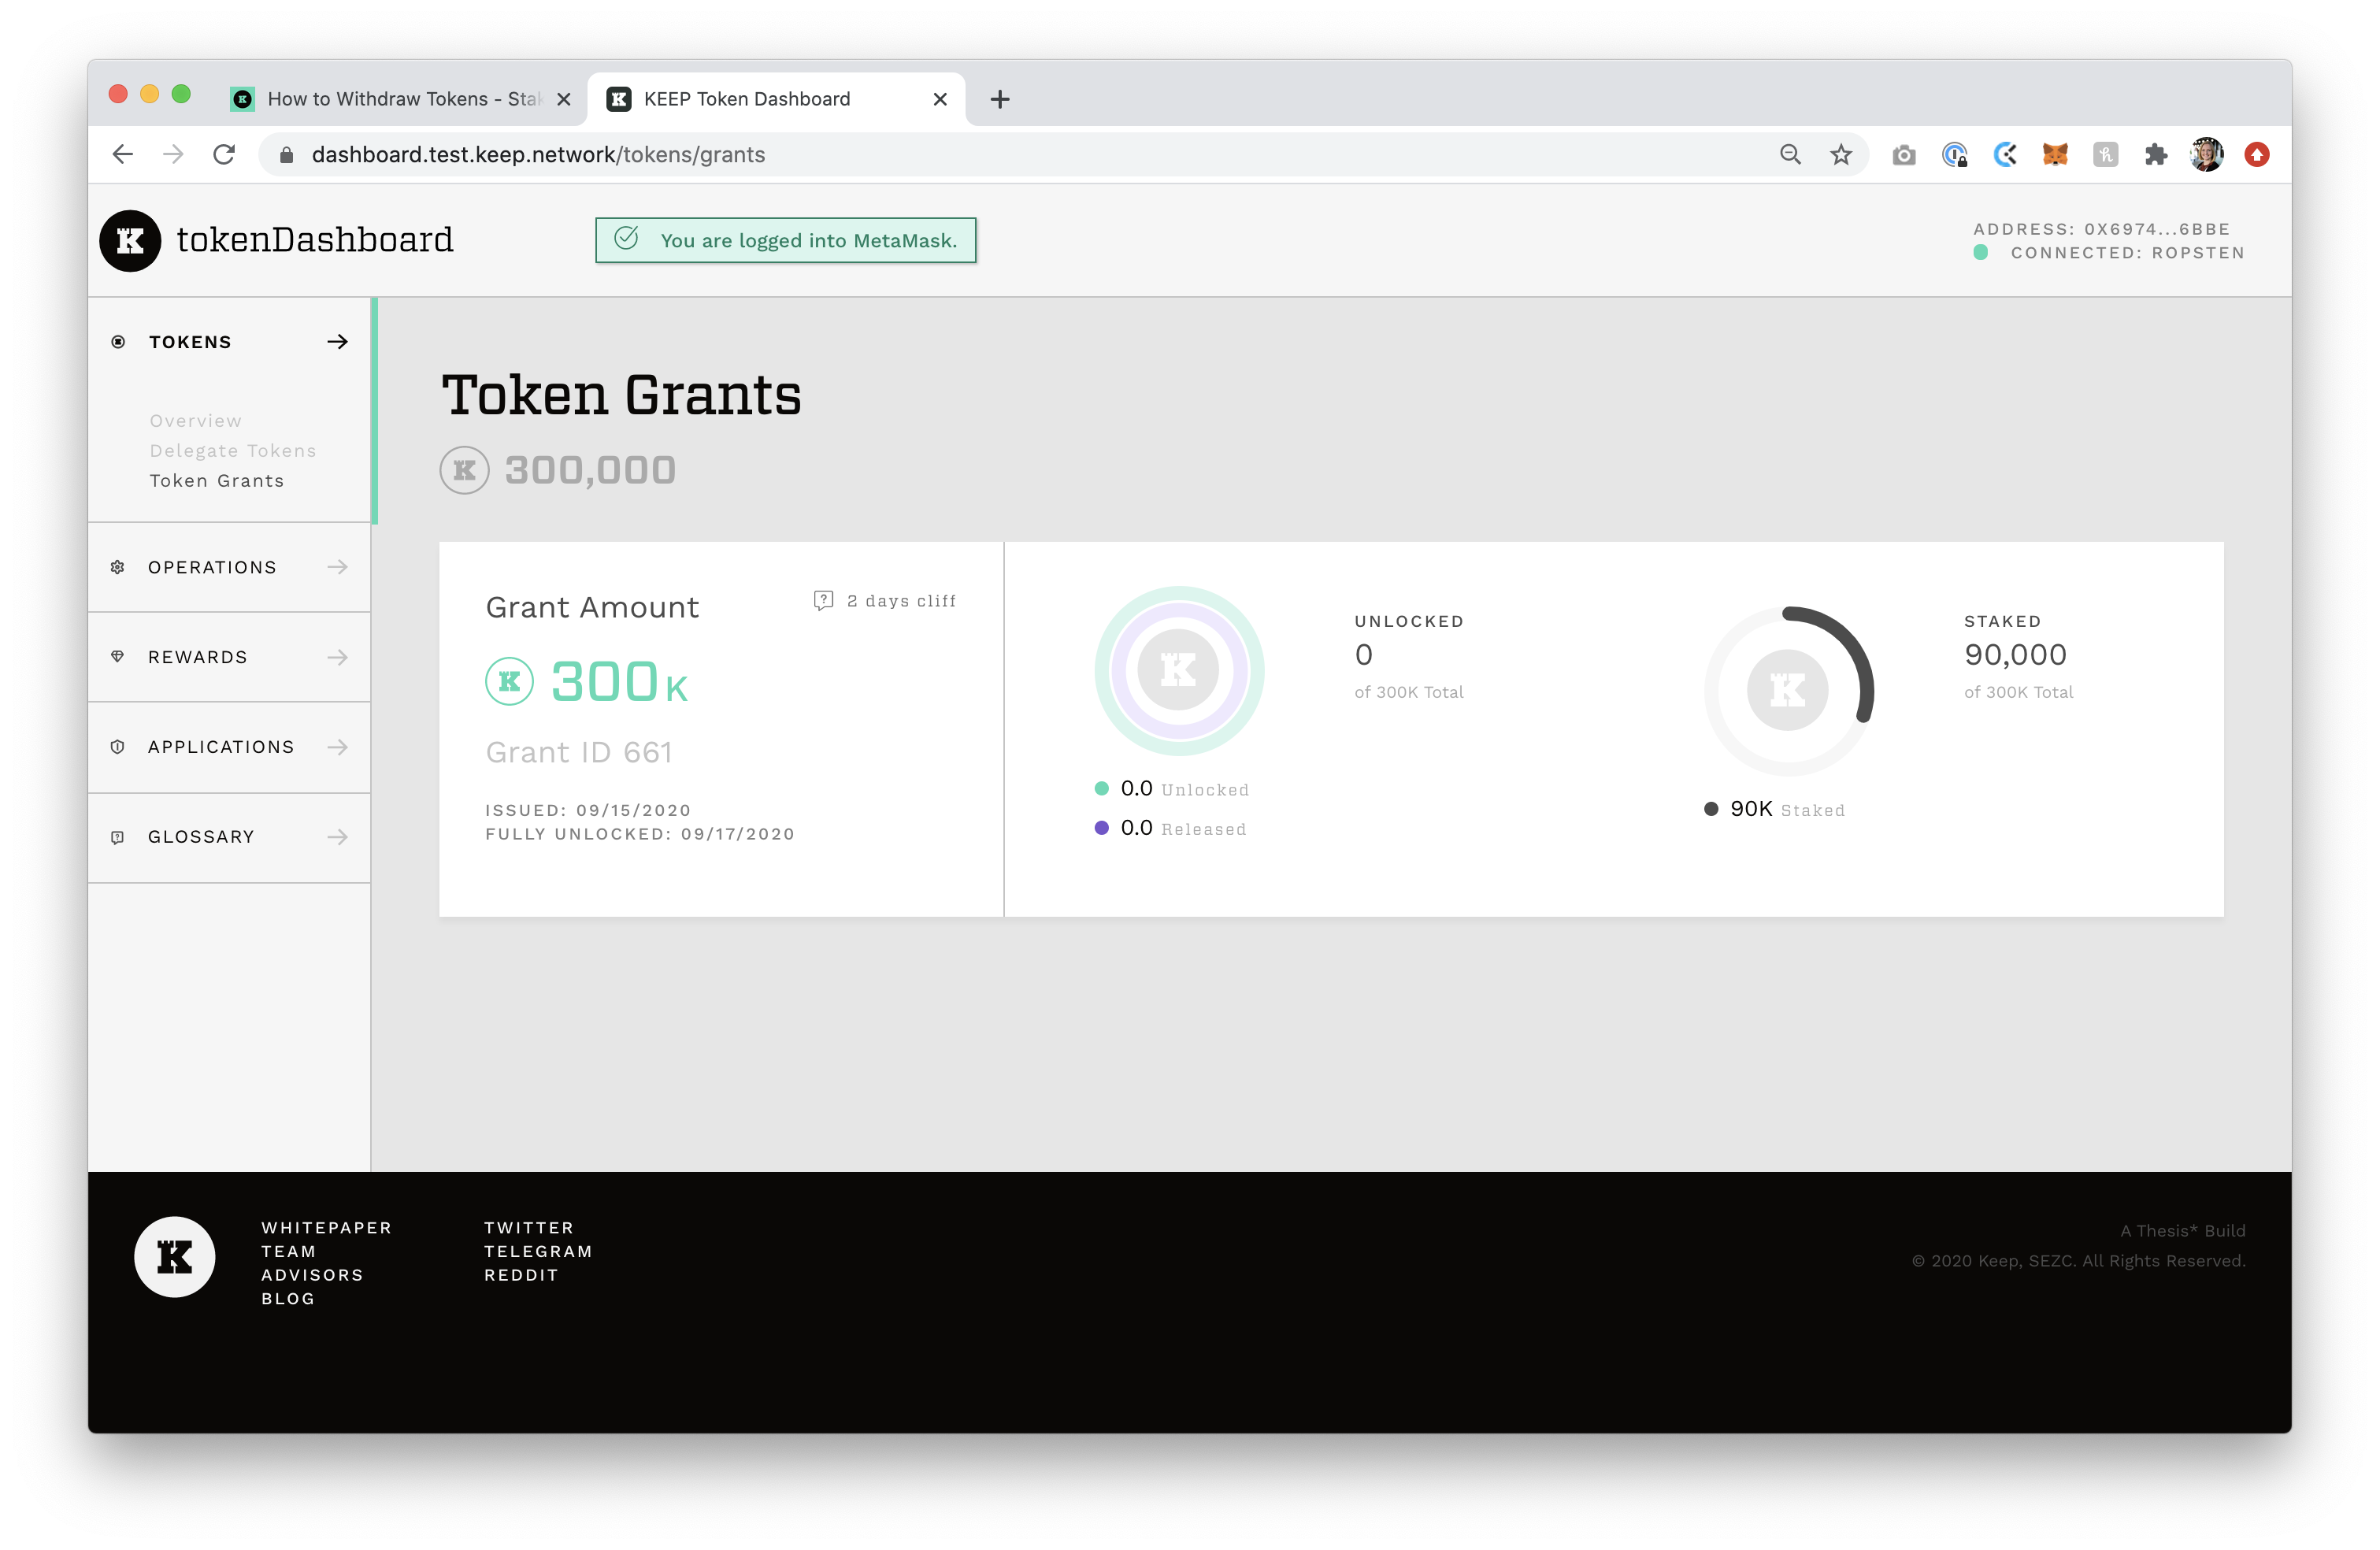 How to Withdraw Tokens - Stak
KEEP Token Dashboard
dashboard.test.keep.network/tokens/grants
tokenDashboard
You are logged into MetaMask.
ADDRESS: 0X6974...6BBE
CONNECTED: ROPSTEN
TOKENS
Overview
Delegate Tokens
Token Grants
OPERATIONS
REWARDS
APPLICATIONS
GLOSSARY
Token Grants
300,000
Grant Amount
2 days cliff
300K
Grant ID 661
ISSUED: 09/15/2020
FULLY UNLOCKED: 09/17/2020
UNLOCKED
0
of 300K Total
0.0 Unlocked
0.0 Released
STAKED
90,000
of 300K Total
90K Staked
WHITEPAPER
TEAM
ADVISORS
BLOG
TWITTER
TELEGRAM
REDDIT
A Thesis* Build
© 2020 Keep, SEZC. All Rights Reserved.